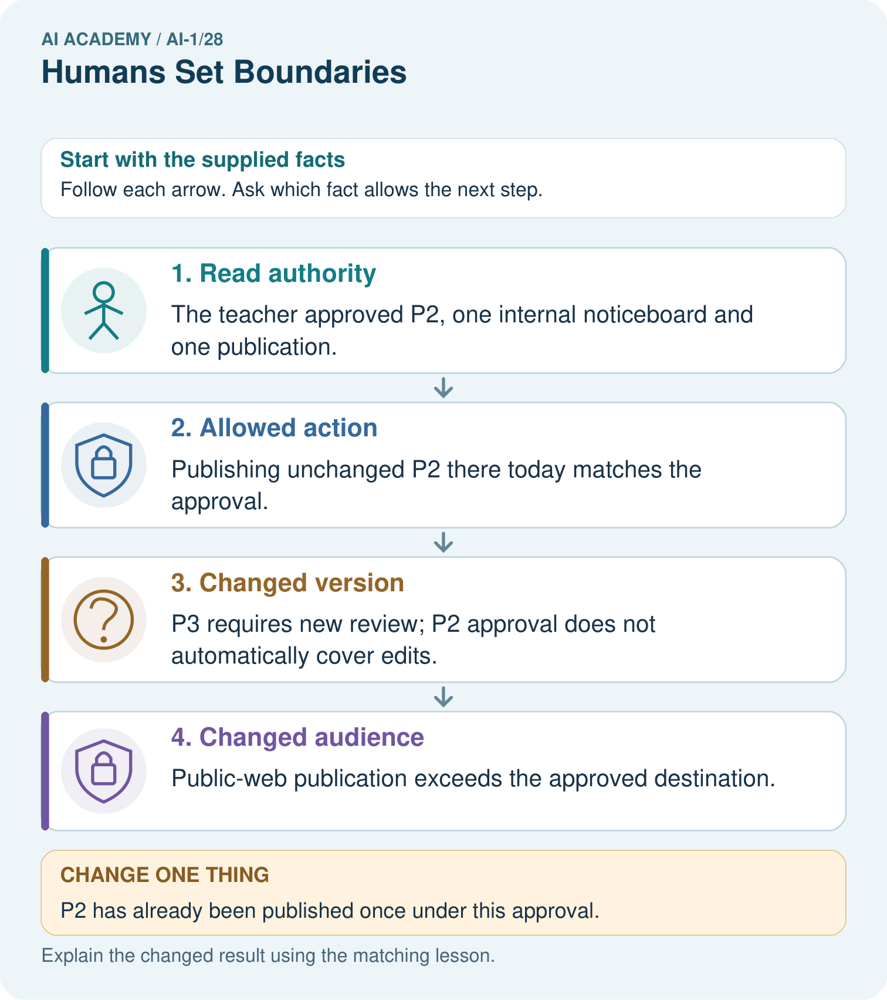 AI ACADEMY / AI-1/28
Humans Set Boundaries
Start with the supplied facts
Follow each arrow. Ask which fact allows the next step.
1. Read authority
The teacher approved P2, one internal noticeboard and
one publication.
2. Allowed action
Publishing unchanged P2 there today matches the
approval.
3. Changed version
P3 requires new review; P2 approval does not
automatically cover edits.
4. Changed audience
Public-web publication exceeds the approved destination.
CHANGE ONE THING
P2 has already been published once under this approval.
Explain the changed result using the matching lesson.